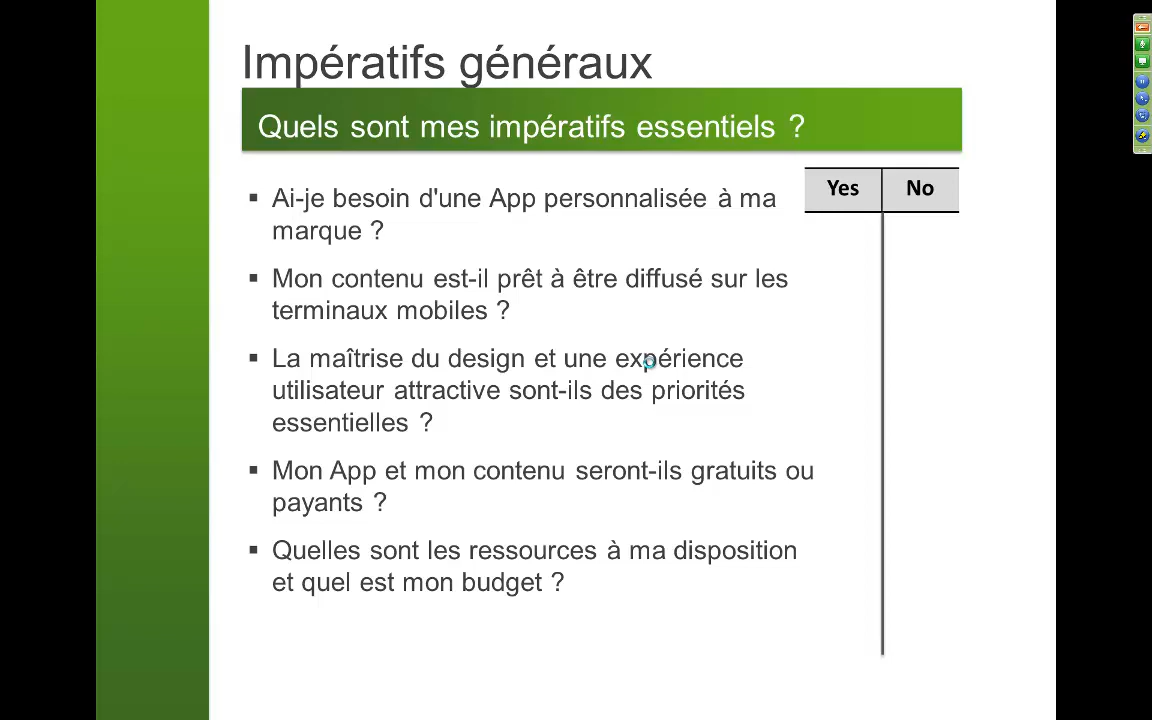 Impératifs généraux
Quels sont mes impératifs essentiels ?
Yes No
▪ Ai-je besoin d'une App personnalisée à ma
marque ?
▪ Mon contenu est-il prêt à être diffusé sur les
terminaux mobiles ?
▪ La maîtrise du design et une expérience
utilisateur attractive sont-ils des priorités
essentielles ?
▪ Mon App et mon contenu seront-ils gratuits ou
payants ?
▪ Quelles sont les ressources à ma disposition
et quel est mon budget ?